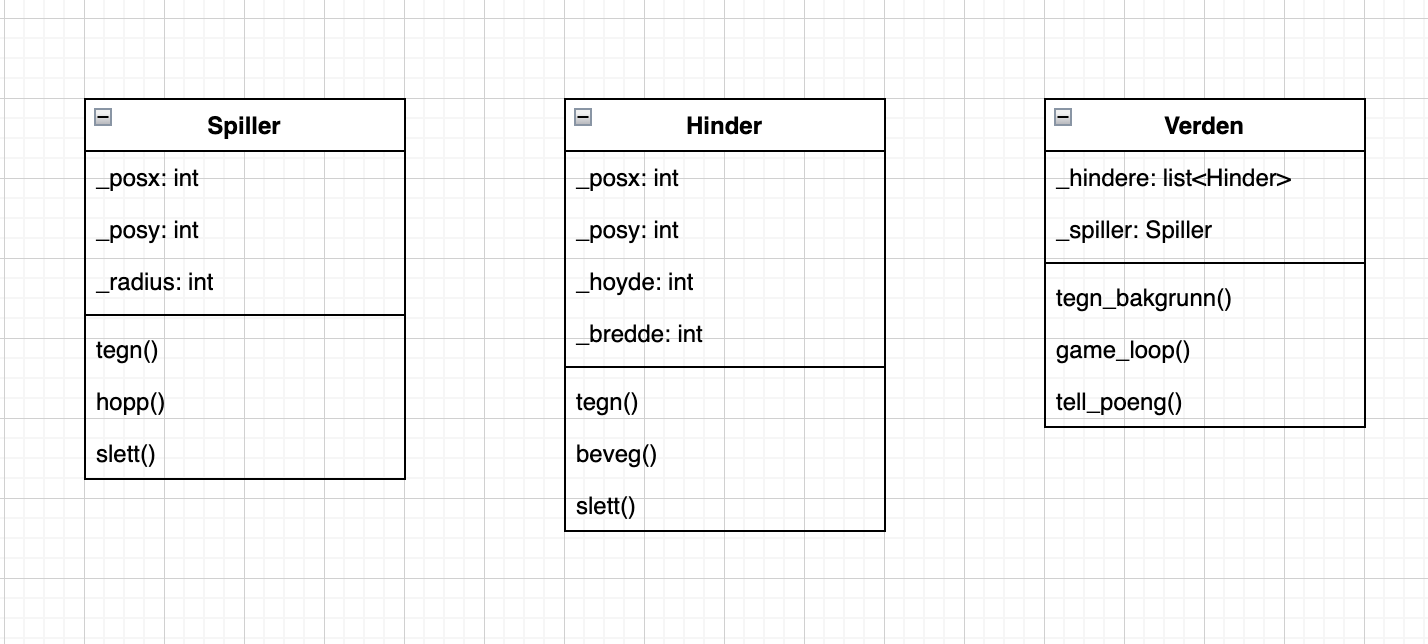 Spiller
_posx: int
_posy: int
_radius: int
tegn()
hopp()
slett()
Hinder
_posx: int
_posy: int
_hoyde: int
_bredde: int
tegn()
beveg()
slett()
Verden
_hindere: list<Hinder>
_spiller: Spiller
tegn_bakgrunn()
game_loop()
tell_poeng()